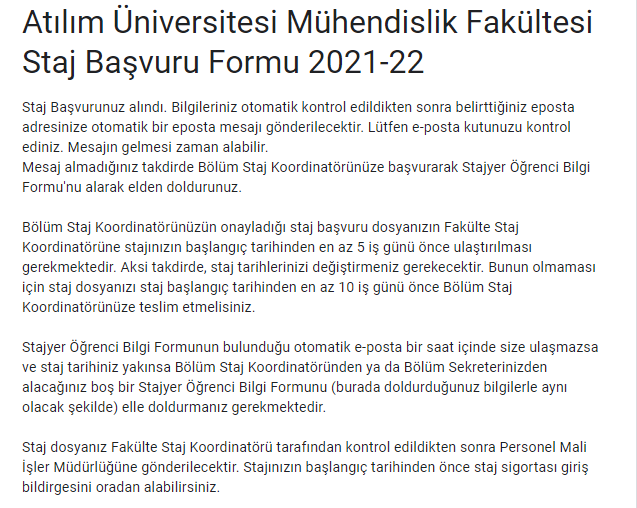 Atılım Üniversitesi Mühendislik Fakültesi
Staj Başvuru Formu 2021-22
Staj Başvurunuz alındı. Bilgileriniz otomatik kontrol edildikten sonra belirttiğiniz eposta
adresinize otomatik bir eposta mesajı gönderilecektir. Lütfen e-posta kutunuzu kontrol
ediniz. Mesajın gelmesi zaman alabilir.
Mesaj almadığınız takdirde Bölüm Staj Koordinatörünüze başvurarak Stajyer Öğrenci Bilgi
Formu'nu alarak elden doldurunuz.
Bölüm Staj Koordinatörünüzün onayladığı staj başvuru dosyanızın Fakülte Staj
Koordinatörüne stajınızın başlangıç tarihinden en az 5 iş günü önce ulaştırılması
gerekmektedir. Aksi takdirde, staj tarihlerinizi değiştirmeniz gerekecektir. Bunun olmaması
için staj dosyanızı staj başlangıç tarihinden en az 10 iş günü önce Bölüm Staj
Koordinatörünüze teslim etmelisiniz.
Stajyer Öğrenci Bilgi Formunun bulunduğu otomatik e-posta bir saat içinde size ulaşmazsa
ve staj tarihiniz yakınsa Bölüm Staj Koordinatöründen ya da Bölüm Sekreterinizden
alacağınız boş bir Stajyer Öğrenci Bilgi Formunu (burada doldurduğunuz bilgilerle aynı
olacak şekilde) elle doldurmanız gerekmektedir.
Staj dosyanız Fakülte Staj Koordinatörü tarafından kontrol edildikten sonra Personel Mali
İşler Müdürlüğüne gönderilecektir. Stajınızın başlangıç tarihinden önce staj sigortası giriş
bildirgesini oradan alabilirsiniz.